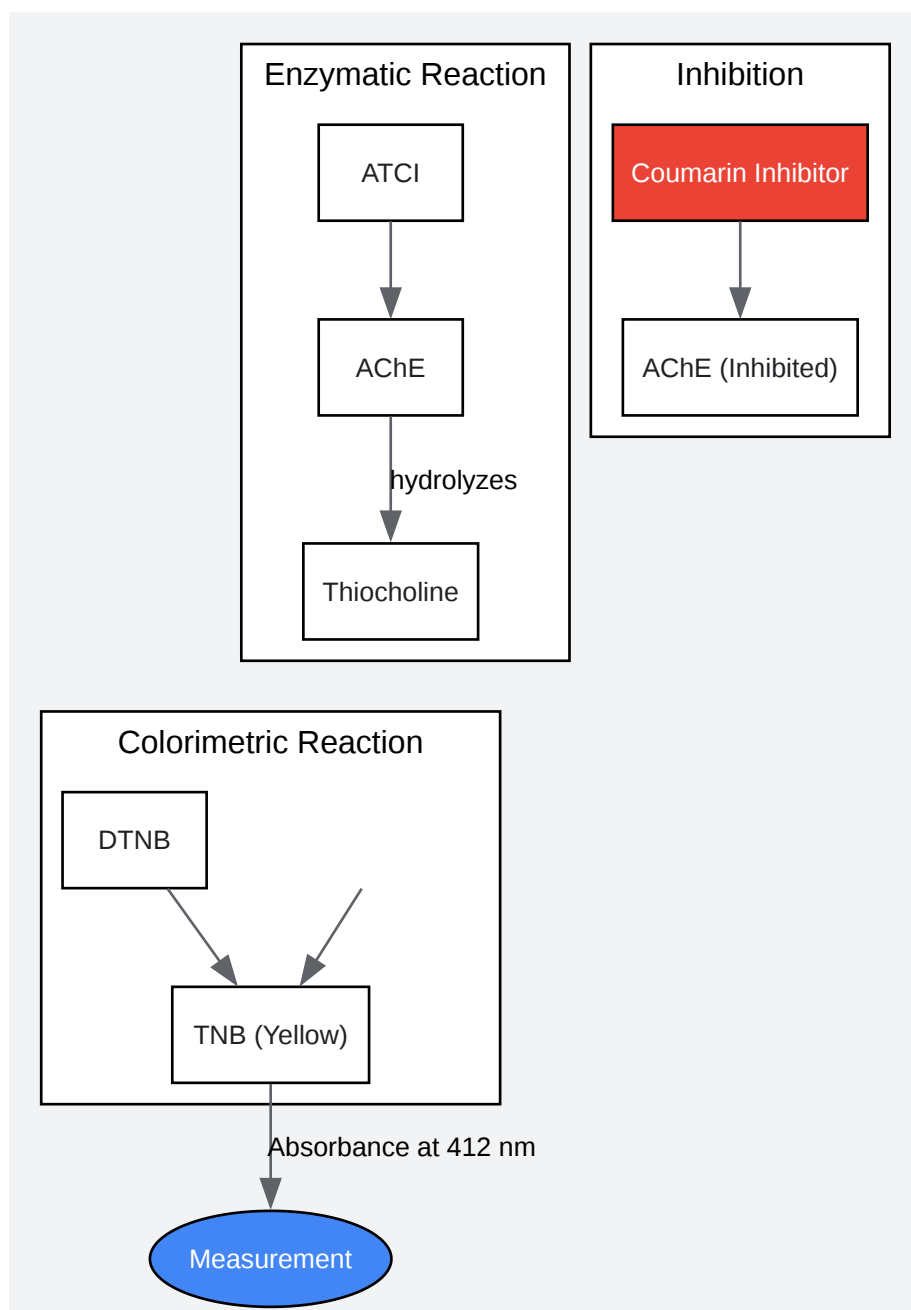 Enzymatic Reaction
ATCI
AChE
hydrolyzes
Thiocholine
Inhibition
Coumarin Inhibitor
AChE (Inhibited)
Colorimetric Reaction
DTNB
TNB (Yellow)
Absorbance at 412 nm
Measurement